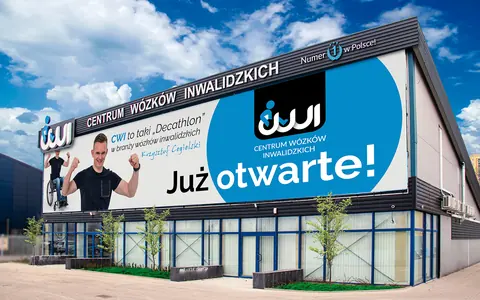 CENTRUM WÓZKÓW INWALIDZKICH
Numer 1 w Polsce!
CWI
CWI to taki „Decathlon”
w branży wózków inwalidzkich
Krzysztof Cegielski
CWI
CENTRUM WÓZKÓW
INWALIDZKICH
Już otwarte!